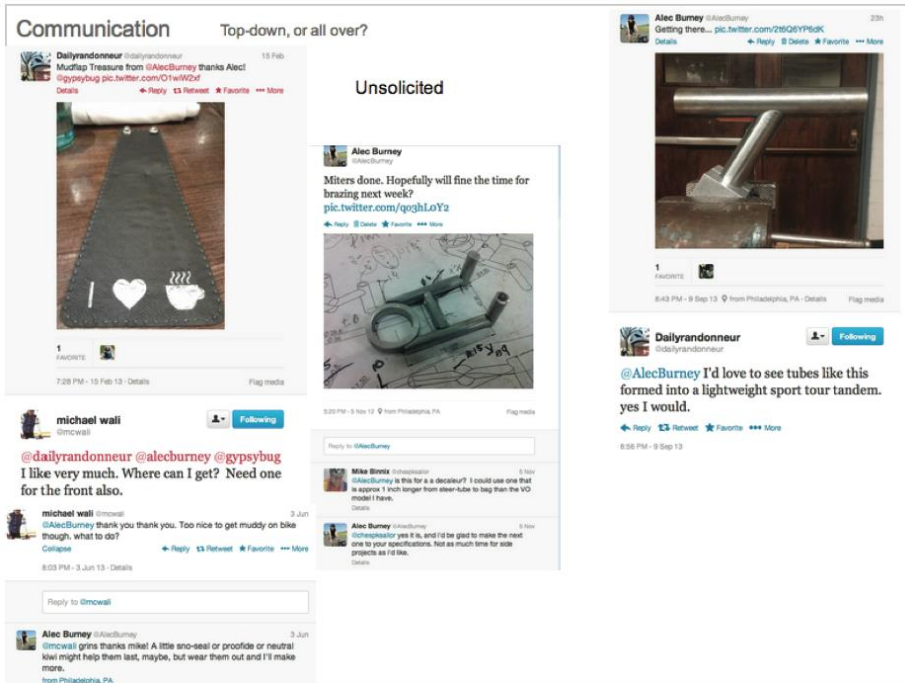 Communication Top-down, or all over?
Dailyrandonneur @dailyrandonneur 15 Feb
Mudflap Treasure from @AlecBurney thanks Alec!
@gypsybug pic.twitter.com/O1wiW2xf
Details Reply Retweet Favorite More
I
1
FAVORITE
7:28 PM - 15 Feb 13 · Details Flag media
michael wali Following
@mcwali
@dailyrandonneur @alecburney @gypsybug
I like very much. Where can I get? Need one
for the front also.
michael wali @mcwali 3 Jun
@AlecBurney thank you thank you. Too nice to get muddy on bike
though. what to do?
Collapse Reply Retweet Favorite More
8:03 PM - 3 Jun 13 · Details
Reply to @mcwali
Alec Burney @AlecBurney 3 Jun
@mcwali grins thanks mike! A little sno-seal or proofide or neutral
kiwi might help them last, maybe, but wear them out and I'll make
more.
from Philadelphia, PA
Unsolicited
Alec Burney
@AlecBurney
Miters done. Hopefully will fine the time for
brazing next week?
pic.twitter.com/qo3hLoY2
Reply Delete Favorite More
5:20 PM - 5 Nov 12 from Philadelphia, PA Flag media
Reply to @AlecBurney
Mike Binnix @chespksailor 5 Nov
@AlecBurney is this for a a decaleur? I could use one that
is approx 1 inch longer from steer-tube to bag than the VO
model I have.
Details
Alec Burney @AlecBurney 5 Nov
@chespksailor yes it is, and i'd be glad to make the next
one to your specifications. Not as much time for side
projects as I'd like.
Details
Alec Burney @AlecBurney 23h
Getting there... pic.twitter.com/2t6Q6YP6dK
Details Reply Delete Favorite More
1
FAVORITE
8:43 PM - 9 Sep 13 from Philadelphia, PA · Details Flag media
Dailyrandonneur Following
@dailyrandonneur
@AlecBurney I'd love to see tubes like this
formed into a lightweight sport tour tandem.
yes I would.
Reply Retweet Favorite More
8:56 PM - 9 Sep 13